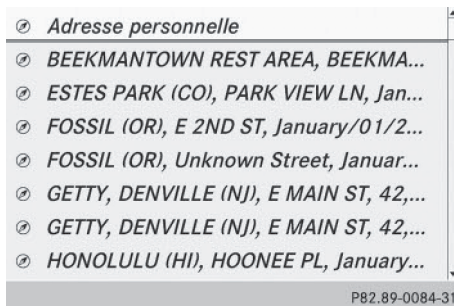 Adresse personnelle
BEEKMANTOWN REST AREA, BEEKMA...
ESTES PARK (CO), PARK VIEW LN, Jan...
FOSSIL (OR), E 2ND ST, January/01/2...
FOSSIL (OR), Unknown Street, Januar...
GETTY, DENVILLE (NJ), E MAIN ST, 42,...
GETTY, DENVILLE (NJ), E MAIN ST, 42,...
HONOLULU (HI), HOONEE PL, January...
P82.89-0084-31